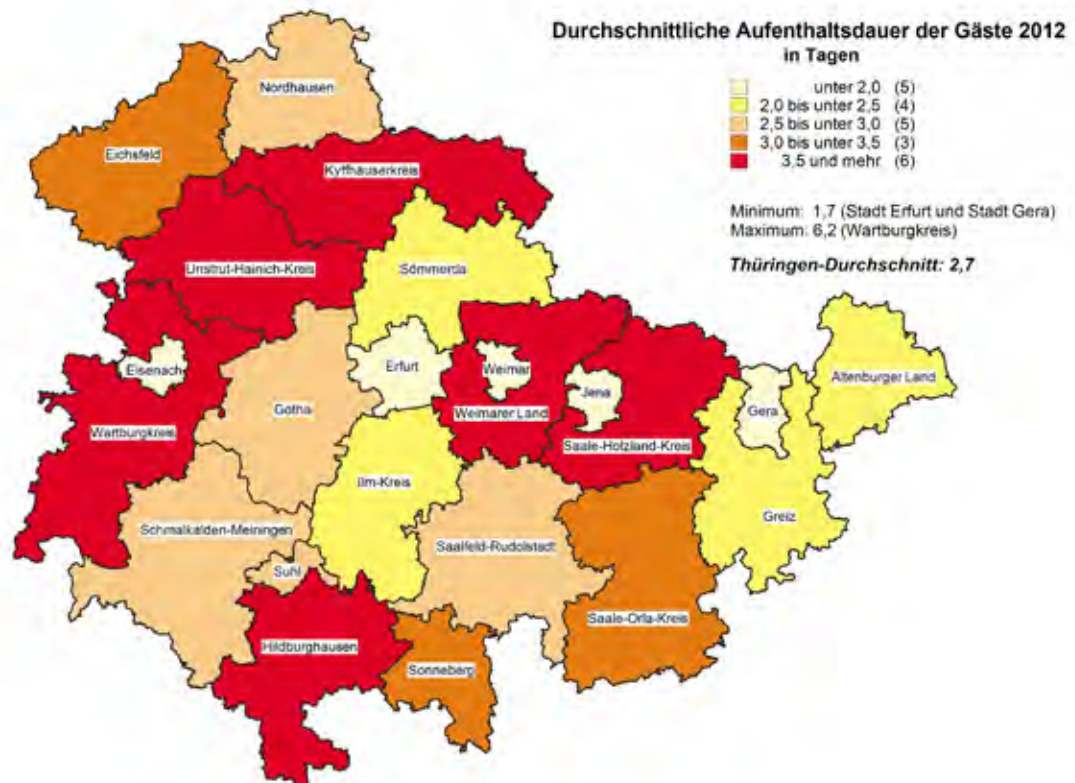 Durchschnittliche Aufenthaltsdauer der Gäste 2012
in Tagen
unter 2,0 (5)
2,0 bis unter 2,5 (4)
2,5 bis unter 3,0 (5)
3,0 bis unter 3,5 (3)
3,5 und mehr (6)
Minimum: 1,7 (Stadt Erfurt und Stadt Gera)
Maximum: 6,2 (Wartburgkreis)
Thüringen-Durchschnitt: 2,7
Nordhausen
Eichsfeld
Kyffhäuserkreis
Unstrut-Hainich-Kreis
Sömmerda
Eisenach
Erfurt
Weimar
Jena
Altenburger Land
Gotha
Weimarer Land
Gera
Wartburgkreis
Saale-Holzland-Kreis
Ilm-Kreis
Greiz
Schmalkalden-Meiningen
Saalfeld-Rudolstadt
Suhl
Saale-Orla-Kreis
Hildburghausen
Sonneberg